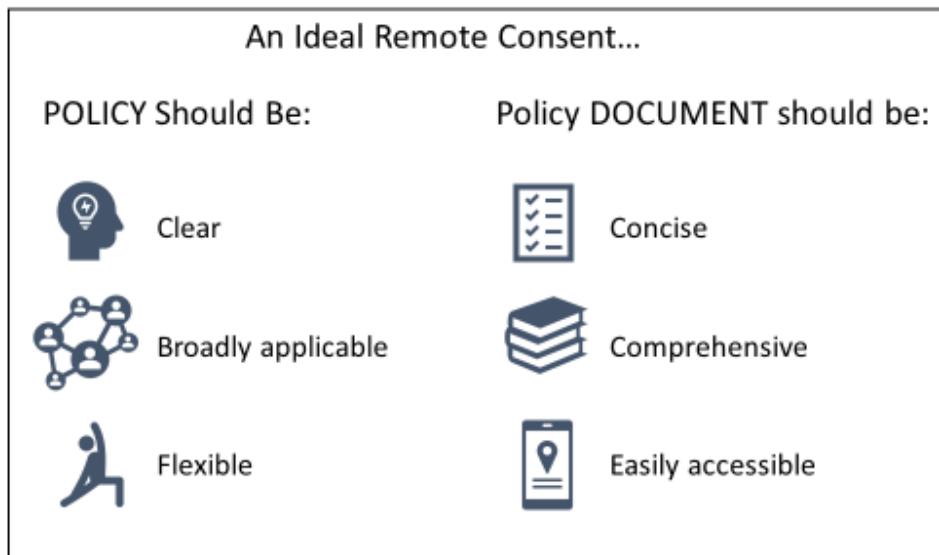 An Ideal Remote Consent...
POLICY Should Be:
Clear
Broadly applicable
Flexible
Policy DOCUMENT should be:
Concise
Comprehensive
Easily accessible